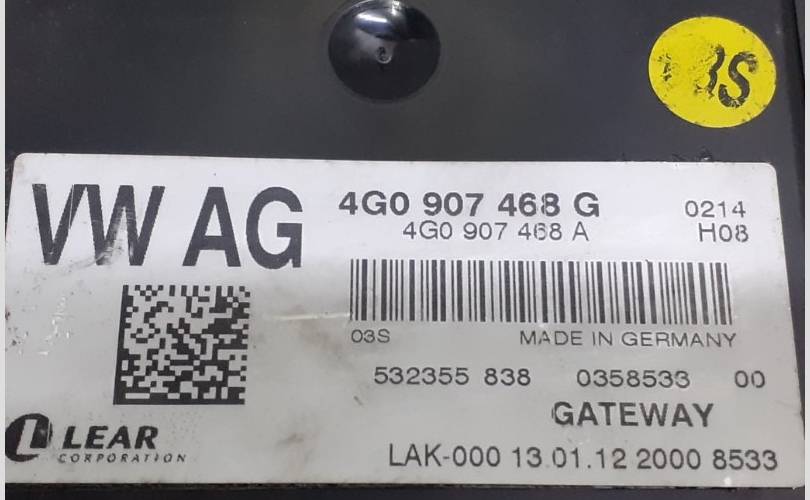 VW AG
4G0 907 468 G 0214
4G0 907 468 A H08
03S MADE IN GERMANY
532355 838 0358533 00
GATEWAY
LEAR
CORPORATION
LAK-000 13.01.12 2000 8533